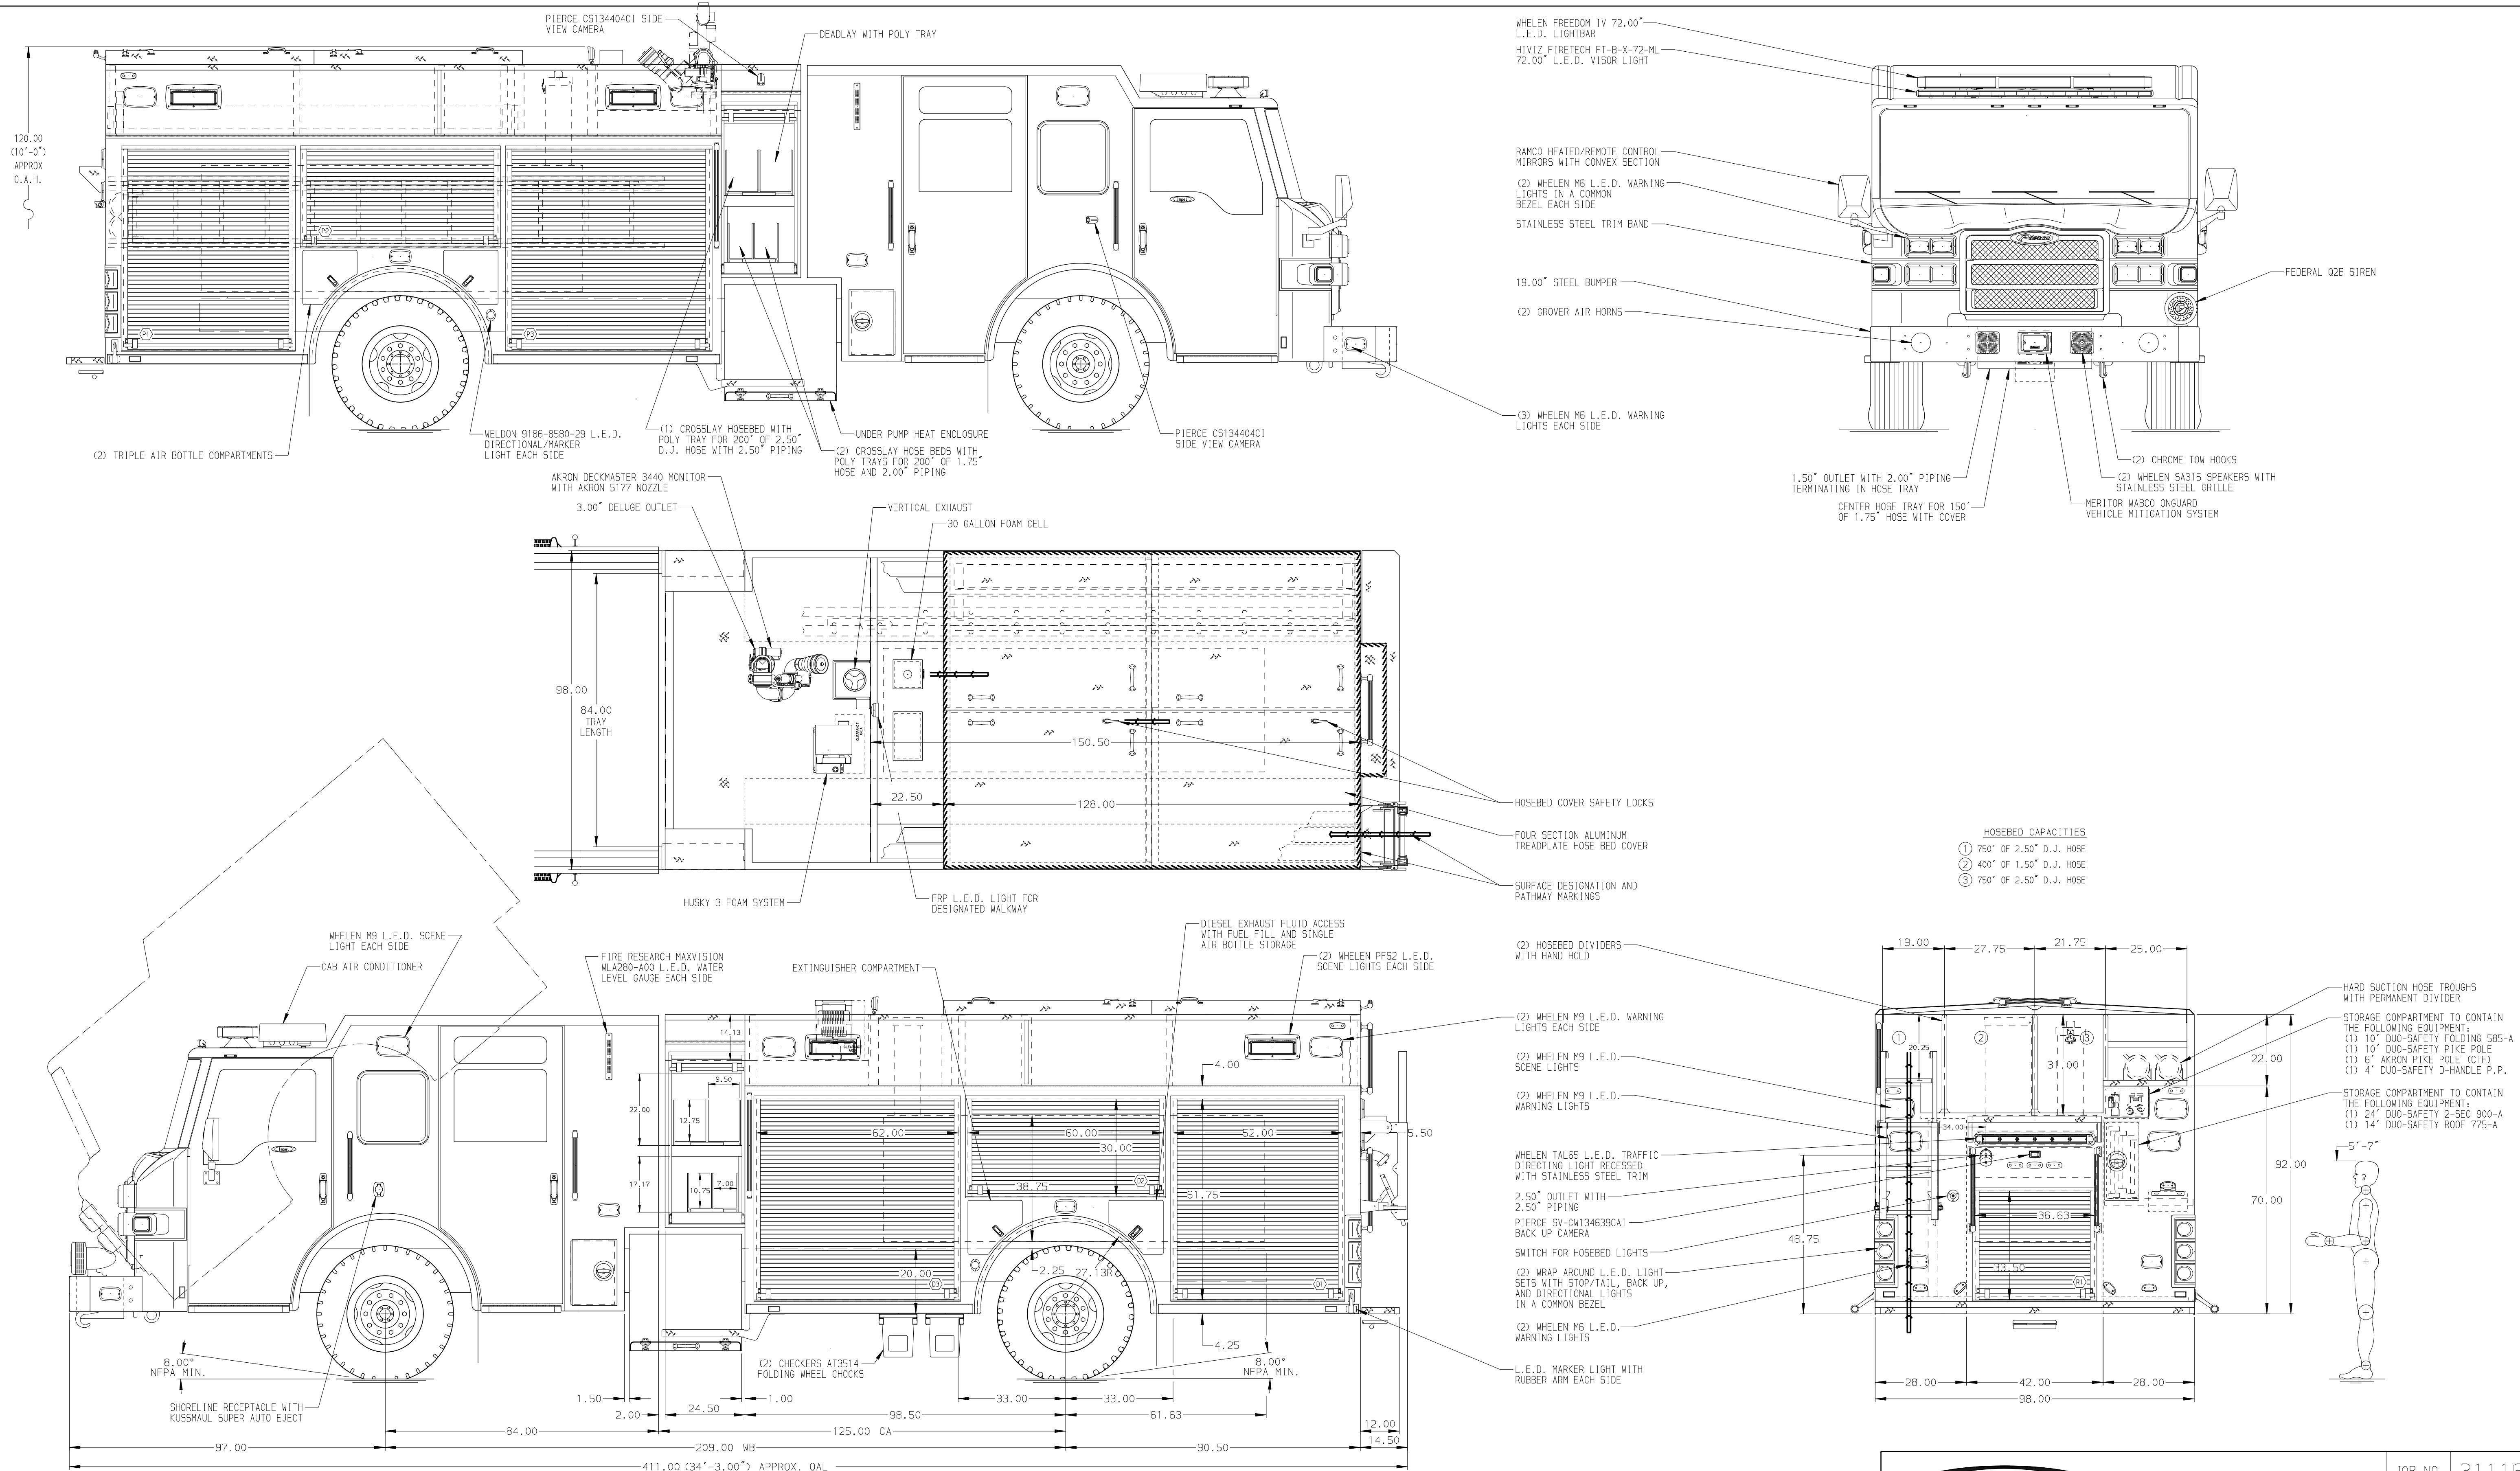 PIERCE CS134404CI SIDE
VIEW CAMERA
DEADLAY WITH POLY TRAY
120.00
(10'-0")
APPROX
O.A.H.
P1
P2
P3
(2) TRIPLE AIR BOTTLE COMPARTMENTS
WELDON 9186-8580-29 L.E.D.
DIRECTIONAL/MARKER
LIGHT EACH SIDE
(1) CROSSLAY HOSEBED WITH
POLY TRAY FOR 200' OF 2.50"
D.J. HOSE WITH 2.50" PIPING
UNDER PUMP HEAT ENCLOSURE
(2) CROSSLAY HOSE BEDS WITH
POLY TRAYS FOR 200' OF 1.75"
HOSE AND 2.00" PIPING
PIERCE CS134404CI
SIDE VIEW CAMERA
WHELEN FREEDOM IV 72.00"
L.E.D. LIGHTBAR
HIVIZ FIRETECH FT-B-X-72-ML
72.00" L.E.D. VISOR LIGHT
RAMCO HEATED/REMOTE CONTROL
MIRRORS WITH CONVEX SECTION
(2) WHELEN M6 L.E.D. WARNING
LIGHTS IN A COMMON
BEZEL EACH SIDE
STAINLESS STEEL TRIM BAND
19.00" STEEL BUMPER
(2) GROVER AIR HORNS
(3) WHELEN M6 L.E.D. WARNING
LIGHTS EACH SIDE
FEDERAL Q2B SIREN
1.50" OUTLET WITH 2.00" PIPING
TERMINATING IN HOSE TRAY
CENTER HOSE TRAY FOR 150'
OF 1.75" HOSE WITH COVER
(2) CHROME TOW HOOKS
(2) WHELEN SA315 SPEAKERS WITH
STAINLESS STEEL GRILLE
MERITOR WABCO ONGUARD
VEHICLE MITIGATION SYSTEM
AKRON DECKMASTER 3440 MONITOR
WITH AKRON 5177 NOZZLE
3.00" DELUGE OUTLET
VERTICAL EXHAUST
30 GALLON FOAM CELL
98.00
84.00
TRAY
LENGTH
CLEARANCE
AREA
150.50
22.50
128.00
HUSKY 3 FOAM SYSTEM
FRP L.E.D. LIGHT FOR
DESIGNATED WALKWAY
HOSEBED COVER SAFETY LOCKS
FOUR SECTION ALUMINUM
TREADPLATE HOSE BED COVER
SURFACE DESIGNATION AND
PATHWAY MARKINGS
HOSEBED CAPACITIES
1 750' OF 2.50" D.J. HOSE
2 400' OF 1.50" D.J. HOSE
3 750' OF 2.50" D.J. HOSE
WHELEN M9 L.E.D. SCENE
LIGHT EACH SIDE
CAB AIR CONDITIONER
FIRE RESEARCH MAXVISION
WLA280-A00 L.E.D. WATER
LEVEL GAUGE EACH SIDE
EXTINGUISHER COMPARTMENT
DIESEL EXHAUST FLUID ACCESS
WITH FUEL FILL AND SINGLE
AIR BOTTLE STORAGE
(2) WHELEN PFS2 L.E.D.
SCENE LIGHTS EACH SIDE
14.13
9.50
22.00
12.75
17.17
10.75
7.00
62.00
60.00
52.00
4.00
30.00
38.75
61.75
5.50
D3
D2
D1
20.00
2.25
27.13R
4.25
8.00°
NFPA MIN.
8.00°
NFPA MIN.
(2) CHECKERS AT3514
FOLDING WHEEL CHOCKS
SHORELINE RECEPTACLE WITH
KUSSMAUL SUPER AUTO EJECT
1.50
1.00
2.00
24.50
98.50
33.00
33.00
61.63
12.00
14.50
84.00
125.00 CA
97.00
209.00 WB
90.50
411.00 (34'-3.00") APPROX. OAL
(2) HOSEBED DIVIDERS
WITH HAND HOLD
(2) WHELEN M9 L.E.D. WARNING
LIGHTS EACH SIDE
(2) WHELEN M9 L.E.D.
SCENE LIGHTS
(2) WHELEN M9 L.E.D.
WARNING LIGHTS
WHELEN TAL65 L.E.D. TRAFFIC
DIRECTING LIGHT RECESSED
WITH STAINLESS STEEL TRIM
2.50" OUTLET WITH
2.50" PIPING
PIERCE SV-CW134639CAI
BACK UP CAMERA
SWITCH FOR HOSEBED LIGHTS
(2) WRAP AROUND L.E.D. LIGHT
SETS WITH STOP/TAIL, BACK UP,
AND DIRECTIONAL LIGHTS
IN A COMMON BEZEL
(2) WHELEN M6 L.E.D.
WARNING LIGHTS
L.E.D. MARKER LIGHT WITH
RUBBER ARM EACH SIDE
19.00
27.75
21.75
25.00
1
2
3
20.25
31.00
22.00
34.00
92.00
70.00
48.75
36.63
33.50
R1
28.00
42.00
28.00
98.00
HARD SUCTION HOSE TROUGHS
WITH PERMANENT DIVIDER
STORAGE COMPARTMENT TO CONTAIN
THE FOLLOWING EQUIPMENT:
(1) 10' DUO-SAFETY FOLDING 585-A
(1) 10' DUO-SAFETY PIKE POLE
(1) 6' AKRON PIKE POLE (CTF)
(1) 4' DUO-SAFETY D-HANDLE P.P.
STORAGE COMPARTMENT TO CONTAIN
THE FOLLOWING EQUIPMENT:
(1) 24' DUO-SAFETY 2-SEC 900-A
(1) 14' DUO-SAFETY ROOF 775-A
5'-7"